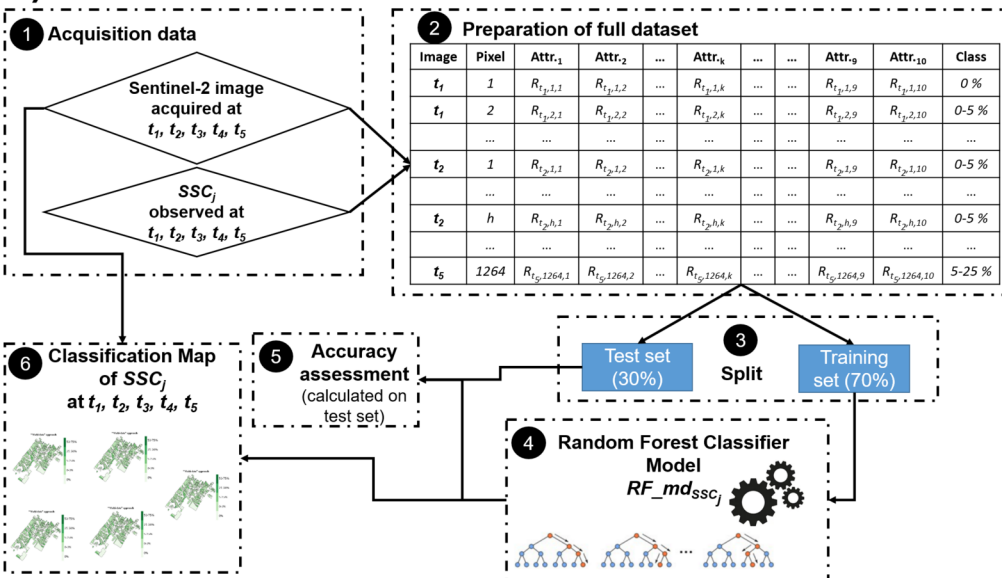 1 Acquisition data
Sentinel-2 image
acquired at
t1, t2, t3, t4, t5
SSCj
observed at
t1, t2, t3, t4, t5
2 Preparation of full dataset
Image Pixel Attr.1 Attr.2 ... Attr.k ... ... Attr.9 Attr.10 Class
t1 1 Rt1,1,1 Rt1,1,2 ... Rt1,1,k ... ... Rt1,1,9 Rt1,1,10 0 %
t1 2 Rt1,2,1 Rt1,2,2 ... Rt1,2,k ... ... Rt1,2,9 Rt1,2,10 0-5 %
... ... ... ... ... ... ... ... ...
t2 1 Rt2,1,1 Rt2,1,2 ... Rt2,1,k ... ... Rt2,1,9 Rt2,1,10 0-5 %
... ... ... ... ... ... ... ... ...
t2 h Rt2,h,1 Rt2,h,2 ... Rt2,h,k ... ... Rt2,h,9 Rt2,h,10 0-5 %
... ... ... ... ... ... ... ... ...
t5 1264 Rt5,1264,1 Rt5,1264,2 ... Rt5,1264,k ... ... Rt5,1264,9 Rt5,1264,10 5-25 %
3
Split
Test set
(30%)
Training
set (70%)
4 Random Forest Classifier
Model
RF_mdSSCj
...
5 Accuracy
assessment
(calculated on
test set)
6 Classification Map
of SSCj
at t1, t2, t3, t4, t5